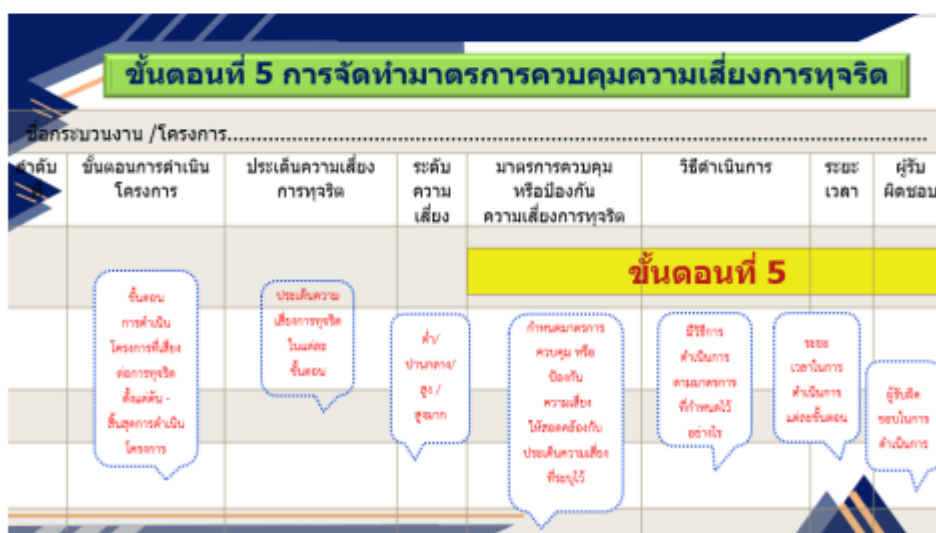 ขั้นตอนที่ 5 การจัดทำมาตรการควบคุมความเสี่ยงการทุจริต
ชื่อกระบวนงาน /โครงการ....................................................................................................
ลำดับ
ที่
ขั้นตอนการดำเนิน
โครงการ
ประเด็นความเสี่ยง
การทุจริต
ระดับ
ความ
เสี่ยง
มาตรการควบคุม
หรือป้องกัน
ความเสี่ยงการทุจริต
วิธีดำเนินการ
ระยะ
เวลา
ผู้รับ
ผิดชอบ
ขั้นตอนที่ 5
ขั้นตอน
การดำเนิน
โครงการที่เสี่ยง
ต่อการทุจริต
ตั้งแต่ต้น -
สิ้นสุดการดำเนิน
โครงการ
ประเด็นความ
เสี่ยงการทุจริต
ในแต่ละ
ขั้นตอน
ต่ำ/
ปานกลาง/
สูง /
สูงมาก
กำหนดมาตรการ
ควบคุม หรือ
ป้องกัน
ความเสี่ยง
ให้สอดคล้องกับ
ประเด็นความเสี่ยง
ที่ระบุไว้
มีวิธีการ
ดำเนินการ
ตามมาตรการ
ที่กำหนดไว้
อย่างไร
ระยะ
เวลาในการ
ดำเนินการ
แต่ละขั้นตอน
ผู้รับผิด
ชอบในการ
ดำเนินการ